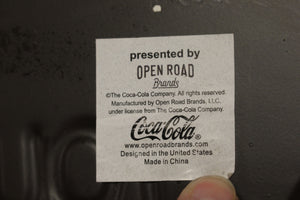 presented by
OPEN ROAD
Brands
©The Coca-Cola Company. All rights reserved.
Manufactured by Open Road Brands, LLC,
under license from The Coca-Cola Company.
Coca-Cola®
www.openroadbrands.com
Designed in the United States
Made in China